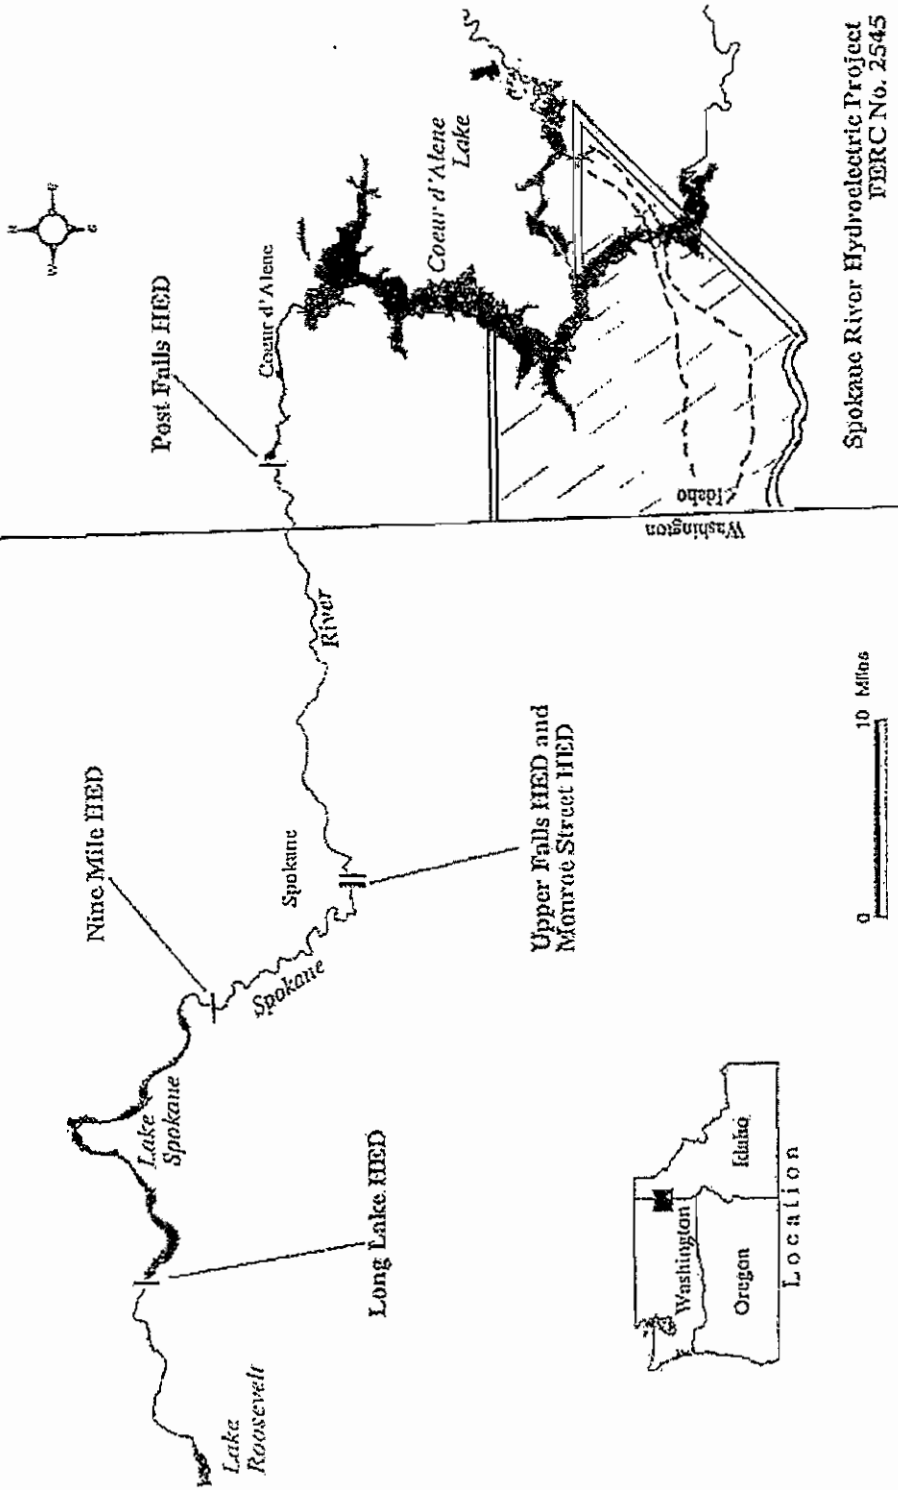 N
W
E
S
Post Falls HED
Coeur d'Alene
Coeur d'Alene
Lake
Nine Mile HED
Spokane
River
Spokane
Lake
Spokane
Upper Falls HED and
Monroe Street HED
Long Lake HED
Lake
Roosevelt
Washington
Idaho
0
10 Miles
Washington
Oregon
Idaho
Location
Spokane River Hydroelectric Project
FERC No. 2545